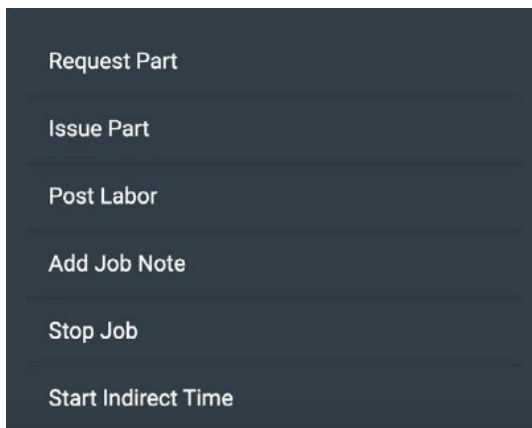 Request Part
Issue Part
Post Labor
Add Job Note
Stop Job
Start Indirect Time